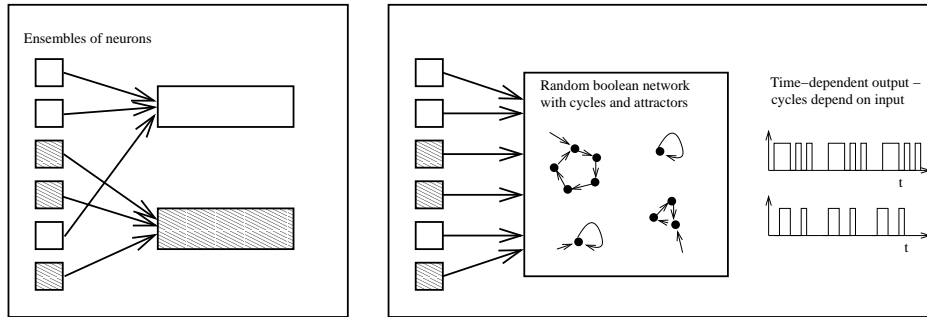 Ensembles of neurons
Random boolean network
with cycles and attractors
Time−dependent output −
cycles depend on input
t
t